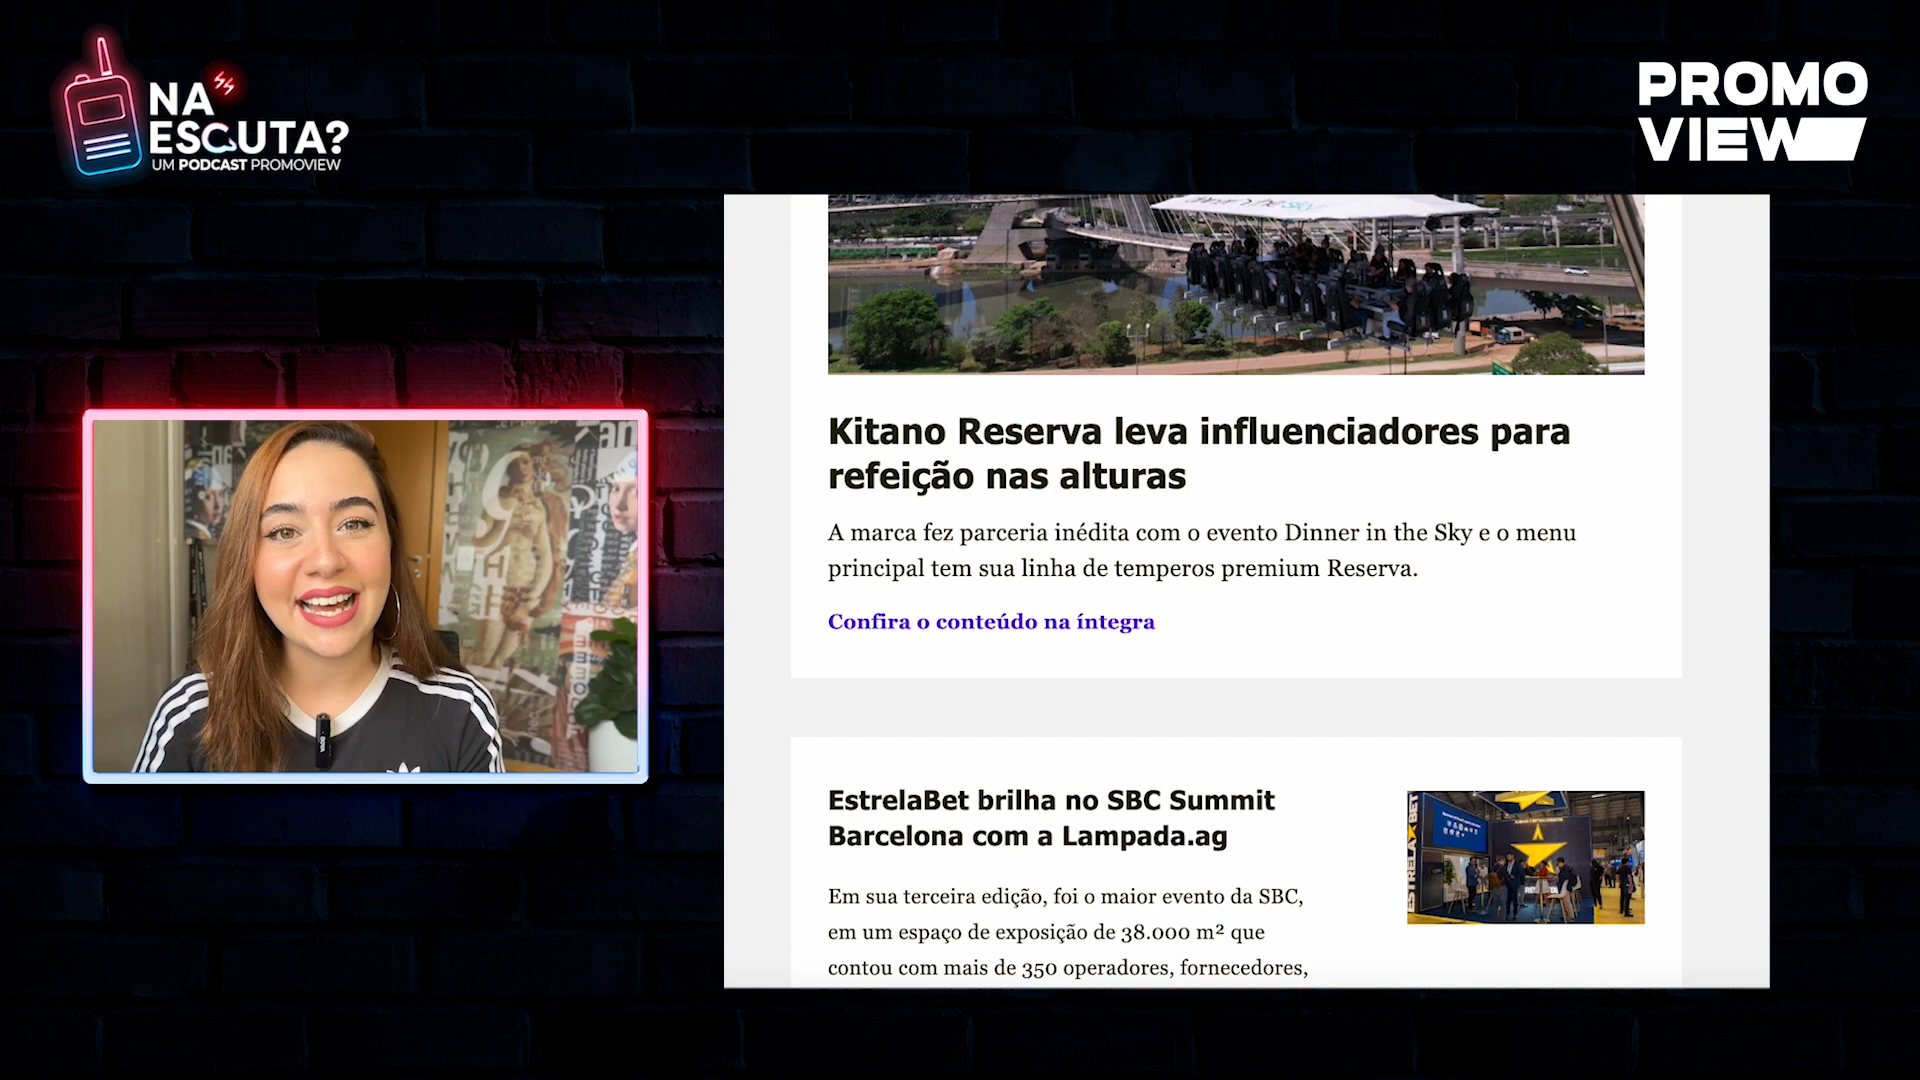 NA
ESCUTA?
UM PODCAST PROMOVIEW
PROMO
VIEW
Kitano Reserva leva influenciadores para
refeição nas alturas
A marca fez parceria inédita com o evento Dinner in the Sky e o menu
principal tem sua linha de temperos premium Reserva.
Confira o conteúdo na íntegra
EstrelaBet brilha no SBC Summit
Barcelona com a Lampada.ag
Em sua terceira edição, foi o maior evento da SBC,
em um espaço de exposição de 38.000 m² que
contou com mais de 350 operadores, fornecedores,